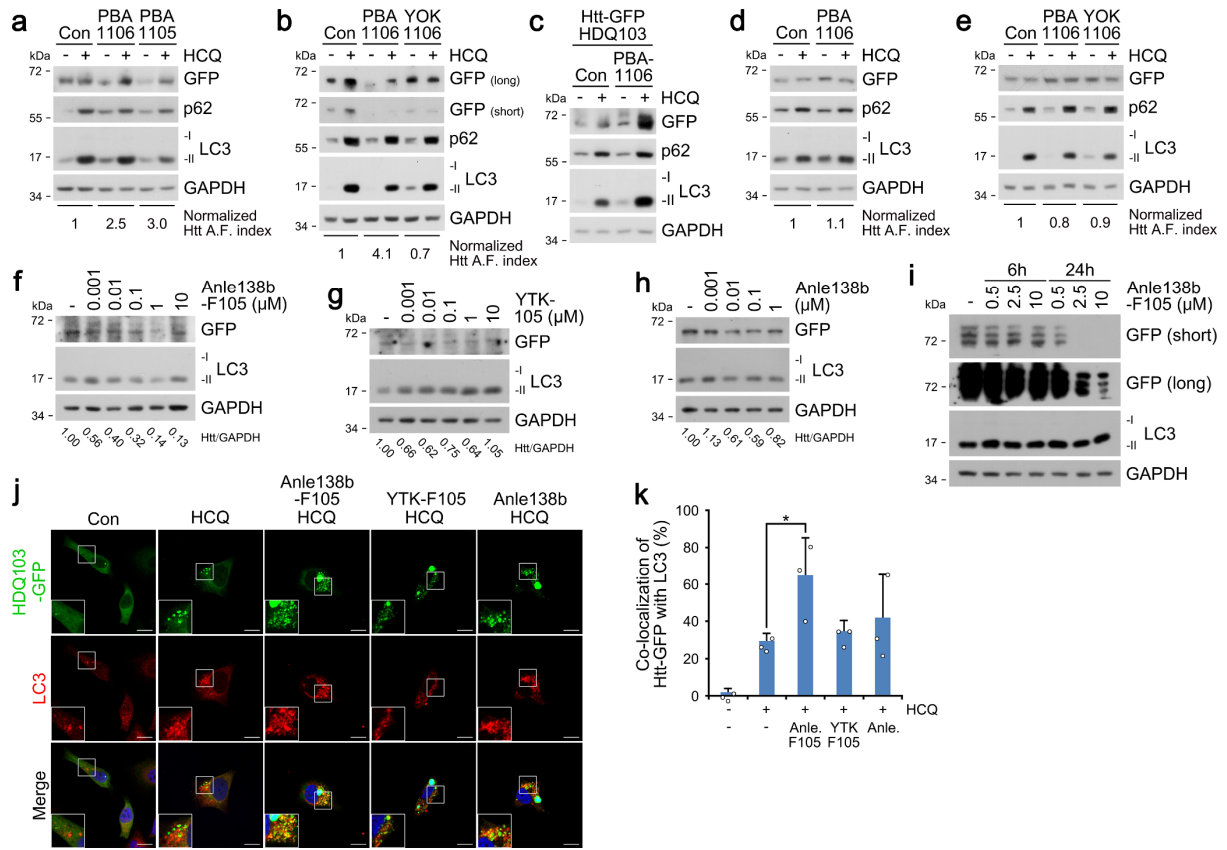 a
PBA PBA
Con 1106 1105
kDa - + - + - + HCQ
72 -
GFP
p62
55 -
-I
17 - -II LC3
GAPDH
34 -
1 2.5 3.0 Normalized
Htt A.F. index
b
PBA YOK
Con 1106 1106
kDa - + - + - + HCQ
72 -
GFP (long)
72 -
GFP (short)
55 -
p62
-I
17 - -II LC3
GAPDH
34 -
1 4.1 0.7 Normalized
Htt A.F. index
c
Htt-GFP
HDQ103
Con PBA-
1106
kDa - + - + HCQ
72 -
GFP
55 -
p62
-I
17 - -II LC3
GAPDH
34 -
d
PBA
Con 1106
kDa - + - + HCQ
72 -
GFP
p62
55 -
-I
17 - -II LC3
GAPDH
34 -
1 1.1 Normalized
Htt A.F. index
e
PBA YOK
Con 1106 1106
kDa - + - + - + HCQ
72 -
GFP
p62
55 -
-I
17 - -II LC3
GAPDH
34 -
1 0.8 0.9 Normalized
Htt A.F. index
f
kDa - 0.001 0.01 0.1 1 10 Anle138b
-F105 (µM)
72 -
GFP
-I
17 - -II LC3
GAPDH
34 -
1.00 0.56 0.40 0.32 0.14 0.13 Htt/GAPDH
g
kDa - 0.001 0.01 0.1 1 10 YTK-
105 (µM)
72 -
GFP
-I
17 - -II LC3
GAPDH
34 -
1.00 0.66 0.62 0.75 0.64 1.05 Htt/GAPDH
h
kDa - 0.001 0.01 0.1 1 Anle138b
(µM)
72 -
GFP
-I
17 - -II LC3
GAPDH
34 -
1.00 1.13 0.61 0.59 0.82 Htt/GAPDH
i
6h 24h
kDa - 0.5 2.5 10 0.5 2.5 10 Anle138b
-F105 (µM)
GFP (short)
72 -
72 - GFP (long)
- I
17 - - II LC3
34 - GAPDH
j
Con
HCQ
Anle138b
-F105
HCQ
YTK-F105
HCQ
Anle138b
HCQ
HDQ103
-GFP
LC3
Merge
k
Co-localization of
Htt-GFP with LC3 (%)
100
80
60
40
20
0
*
- + + + + HCQ
- - Anle. YTK Anle.
F105 F105